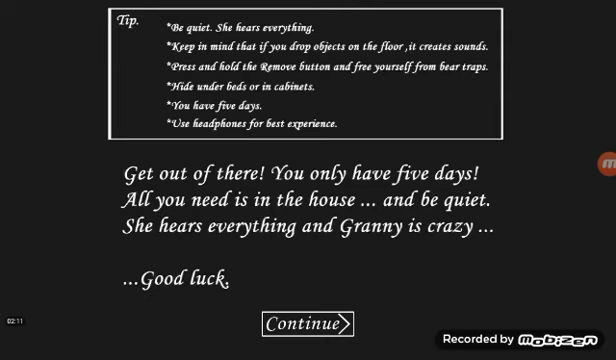 Tip.
*Be quiet. She hears everything.
*Keep in mind that if you drop objects on the floor ,it creates sounds.
*Press and hold the Remove button and free yourself from bear traps.
*Hide under beds or in cabinets.
*You have five days.
*Use headphones for best experience.
Get out of there! You only have five days!
All you need is in the house ... and be quiet.
She hears everything and Granny is crazy ...
...Good luck.
Continue
02:11
Recorded by mobizen